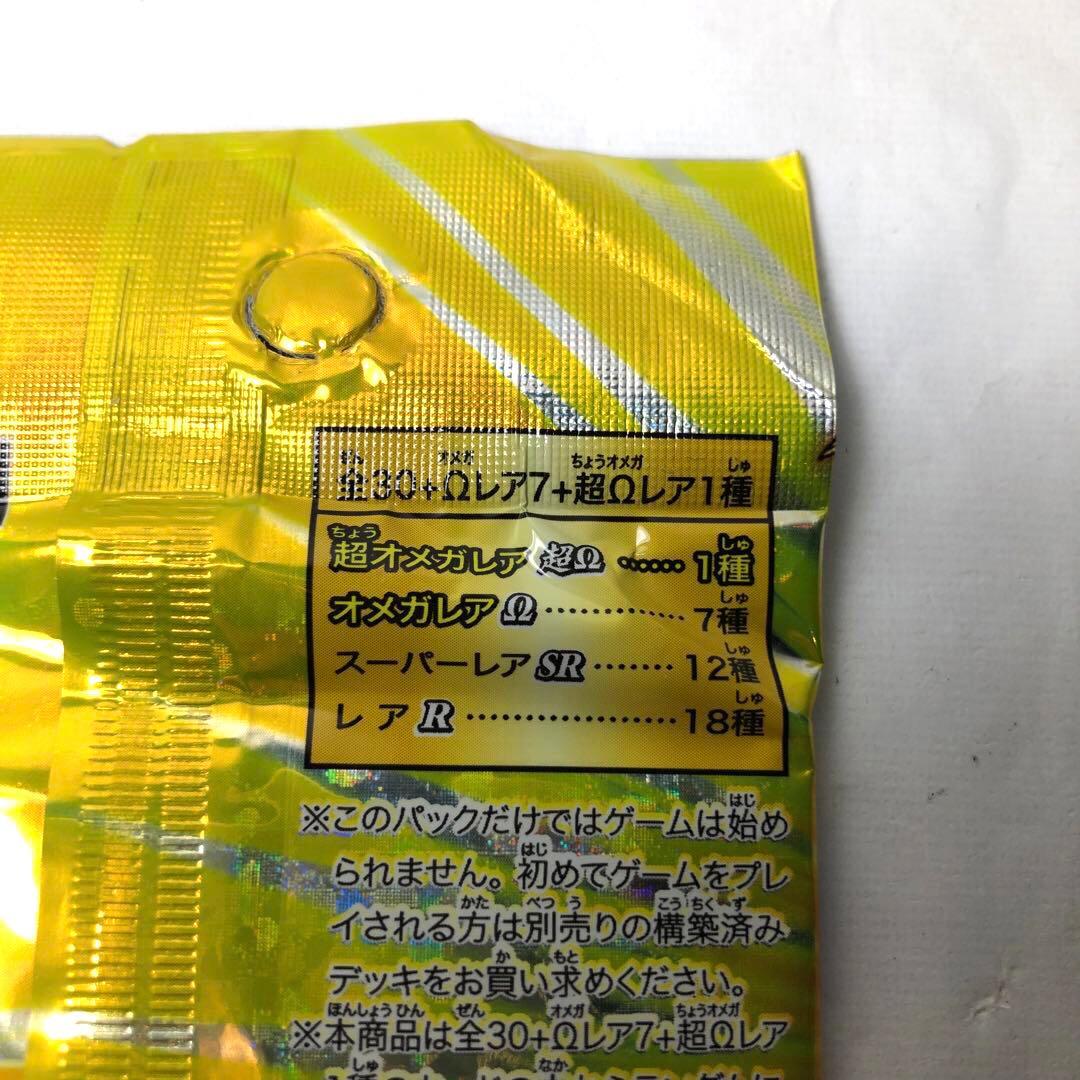 全30+Ωレア7+超Ωレア1種
超オメガレア 超Ω …… 1種
オメガレア Ω ………… 7種
スーパーレア SR ……… 12種
レア R ……………… 18種
※このパックだけではゲームは始め
られません。初めてゲームをプレ
イされる方は別売りの構築済み
デッキをお買い求めください。
※本商品は全30+Ωレア7+超Ωレア